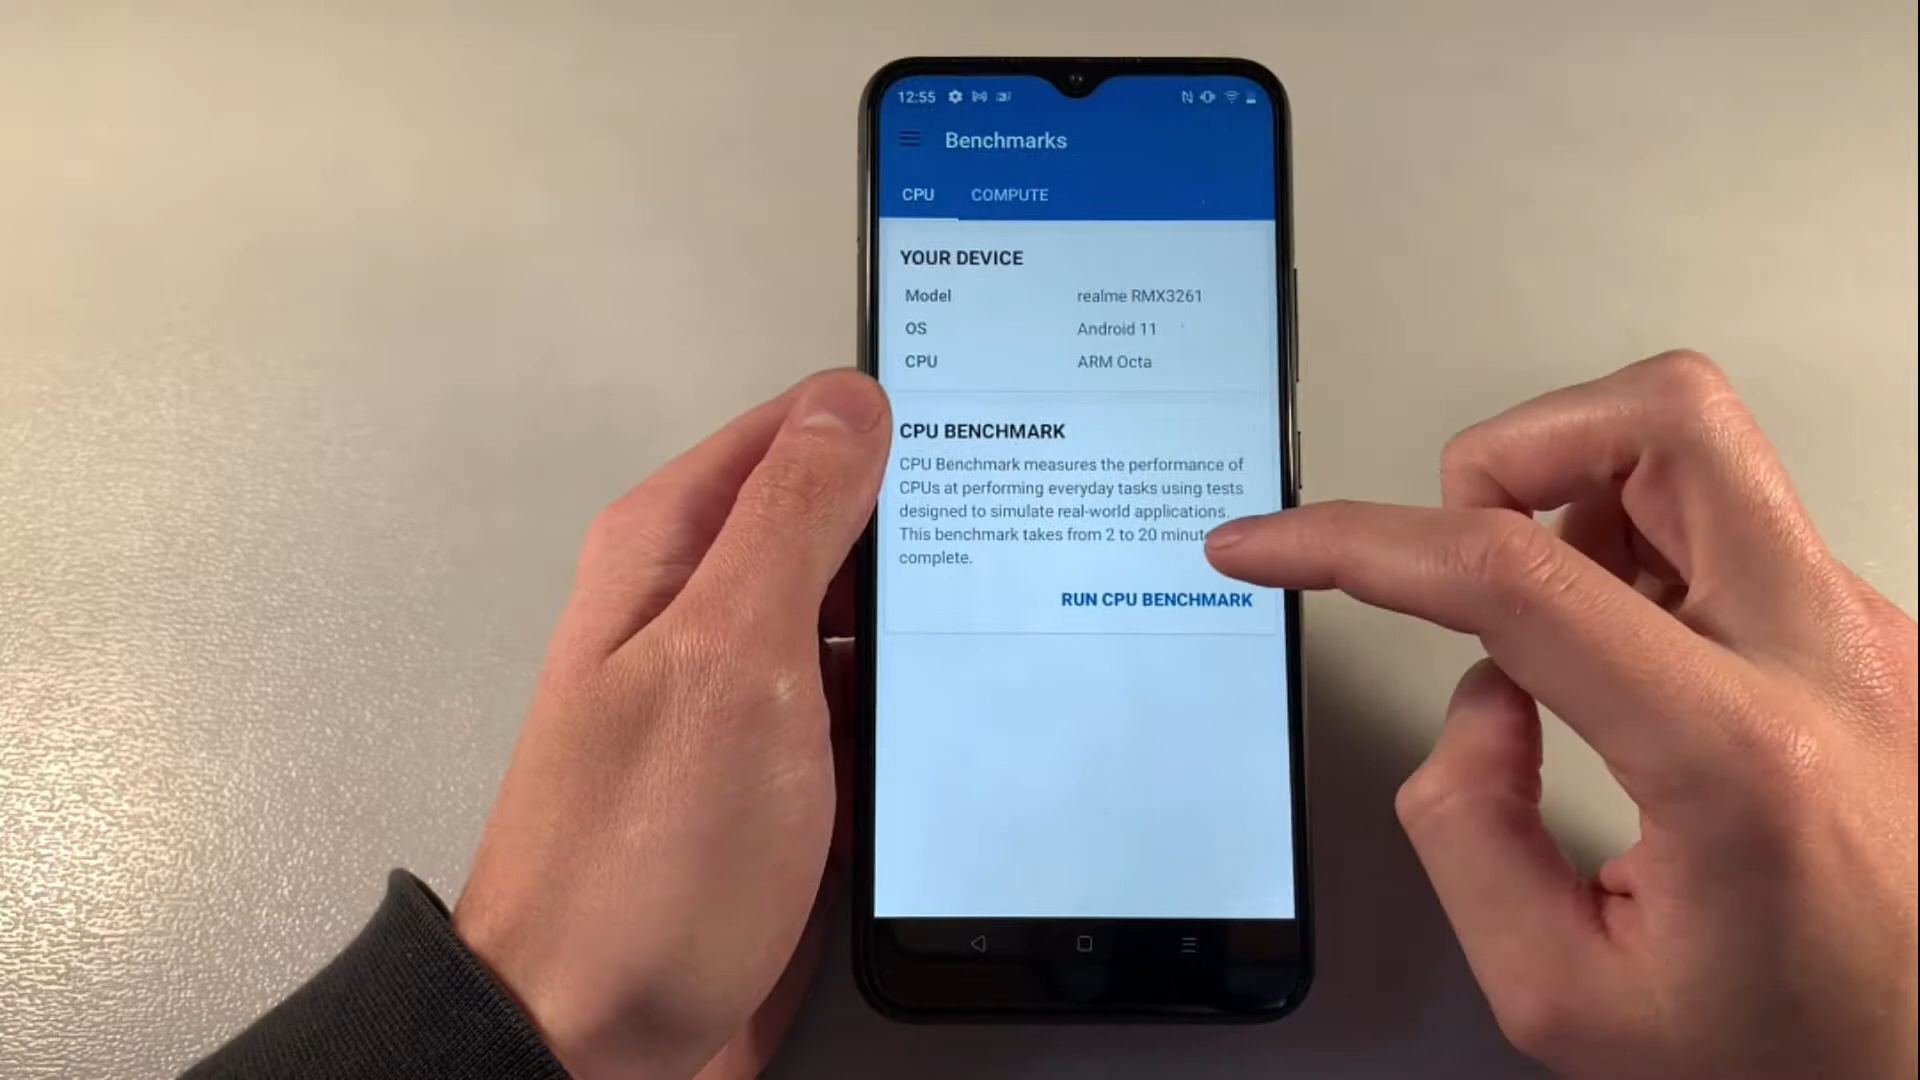 12:55
Benchmarks
CPU COMPUTE
YOUR DEVICE
Model realme RMX3261
OS Android 11
CPU ARM Octa
CPU BENCHMARK
CPU Benchmark measures the performance of
CPUs at performing everyday tasks using tests
designed to simulate real-world applications.
This benchmark takes from 2 to 20
complete.
RUN CPU BENCHMARK